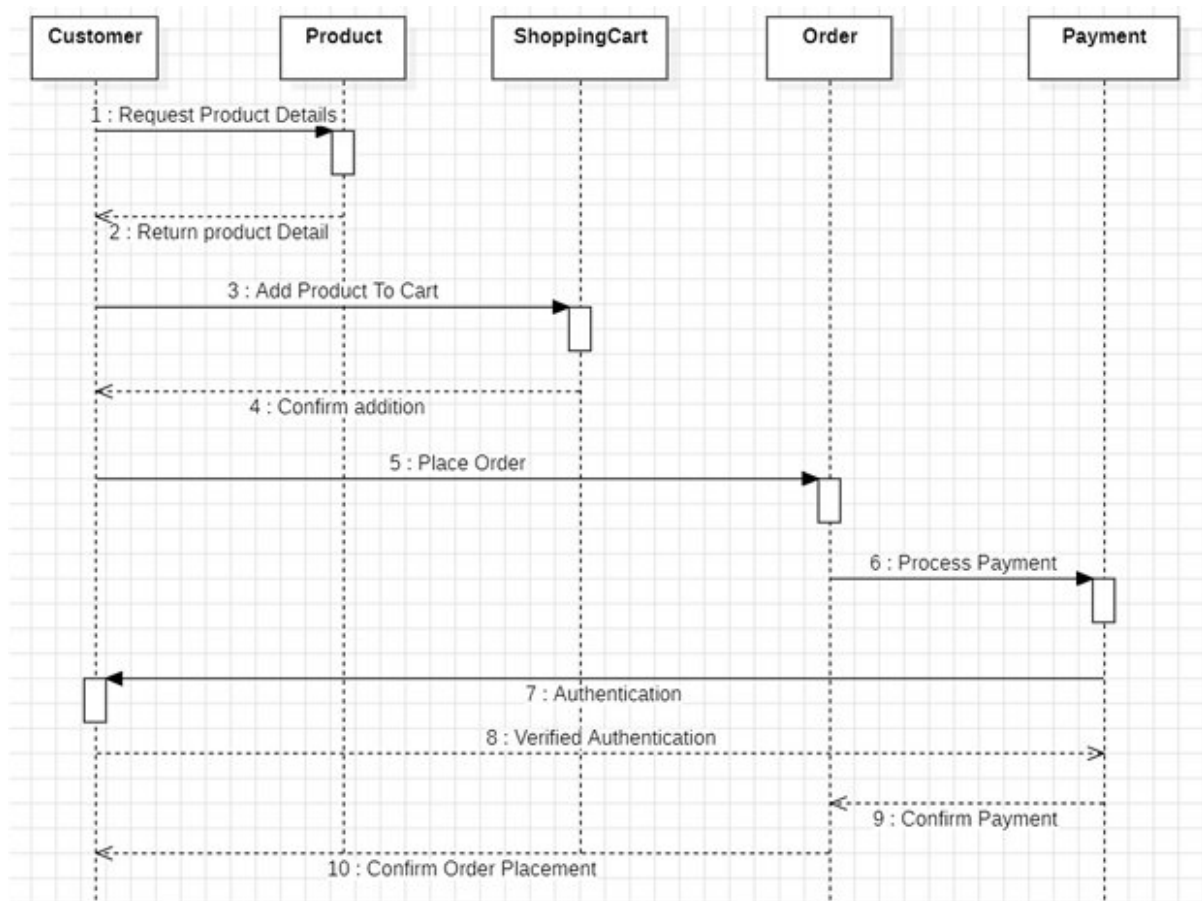 Customer
Product
ShoppingCart
Order
Payment
1 : Request Product Details
2 : Return product Detail
3 : Add Product To Cart
4 : Confirm addition
5 : Place Order
6 : Process Payment
7 : Authentication
8 : Verified Authentication
9 : Confirm Payment
10 : Confirm Order Placement